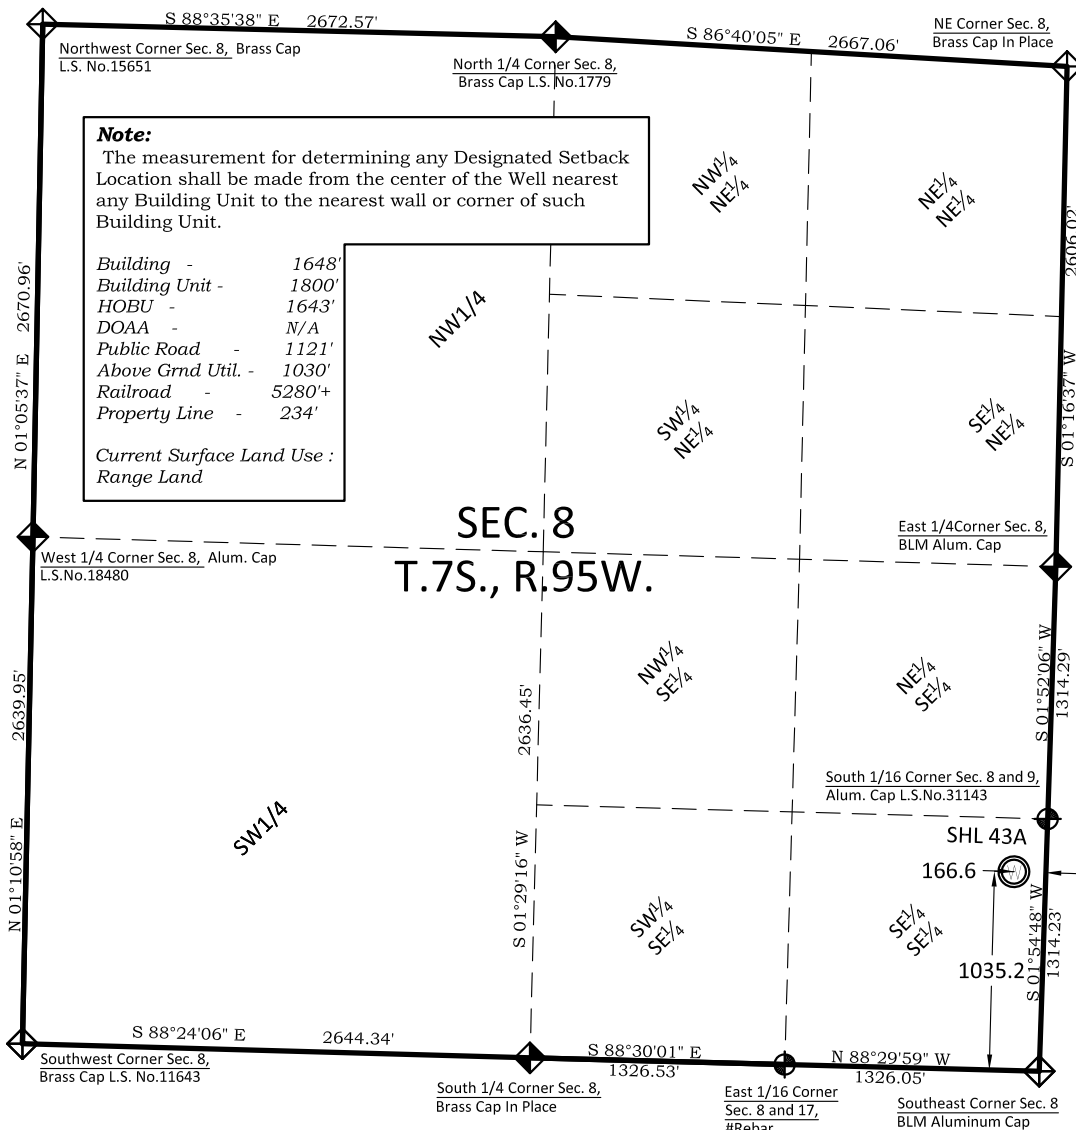 S 88°35'38" E 2672.57'
S 86°40'05" E 2667.06'
NE Corner Sec. 8,
Brass Cap In Place
Northwest Corner Sec. 8, Brass Cap
L.S. No.15651
North 1/4 Corner Sec. 8,
Brass Cap L.S. No.1779
Note:
The measurement for determining any Designated Setback
Location shall be made from the center of the Well nearest
any Building Unit to the nearest wall or corner of such
Building Unit.
Building - 1648'
Building Unit - 1800'
HOBU - 1643'
DOAA - N/A
Public Road - 1121'
Above Grnd Util. - 1030'
Railroad - 5280'+
Property Line - 234'
Current Surface Land Use :
Range Land
NW1/4
NE1/4
NE1/4
NE1/4
N 01°05'37" E 2670.96'
NW1/4
2606.02'
S 01°16'37" W
SW1/4
NE1/4
SE1/4
NE1/4
SEC. 8
T.7S., R.95W.
East 1/4Corner Sec. 8,
BLM Alum. Cap
West 1/4 Corner Sec. 8, Alum. Cap
L.S.No.18480
NW1/4
SE1/4
NE1/4
SE1/4
S 01°52'06" W
1314.29'
N 01°10'58" E 2639.95'
S 01°29'16" W 2636.45'
South 1/16 Corner Sec. 8 and 9,
Alum. Cap L.S.No.31143
SW1/4
SHL 43A
166.6
SW1/4
SE1/4
SE1/4
SE1/4
1035.2
S 01°54'48" W
1314.23'
S 88°24'06" E 2644.34'
S 88°30'01" E
1326.53'
N 88°29'59" W
1326.05'
Southwest Corner Sec. 8,
Brass Cap L.S. No.11643
South 1/4 Corner Sec. 8,
Brass Cap In Place
East 1/16 Corner
Sec. 8 and 17,
#Rebar
Southeast Corner Sec. 8
BLM Aluminum Cap